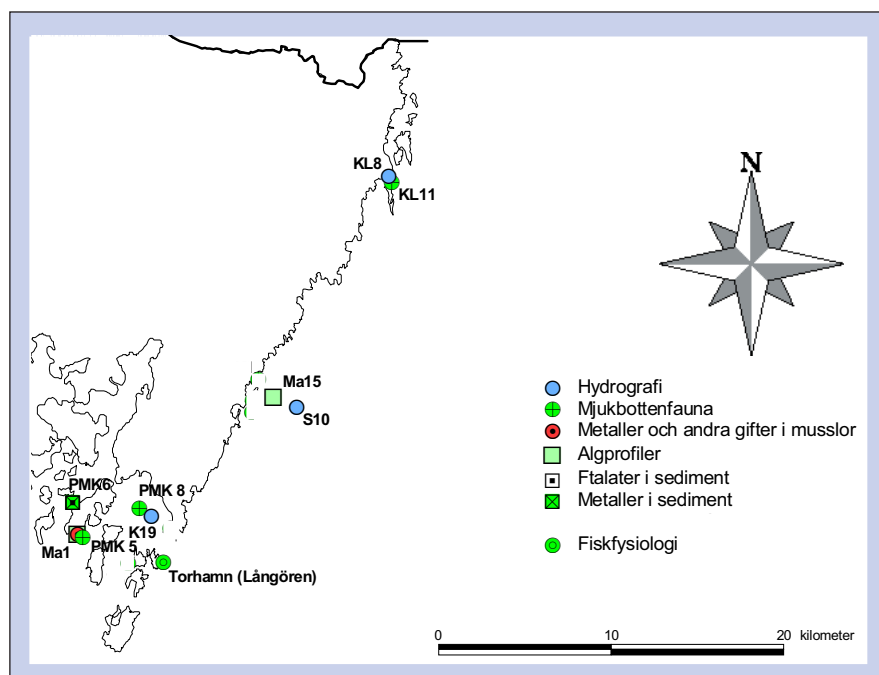 KL8
N
KL11
Ma15
S10
Hydrografi
Mjukbottenfauna
Metaller och andra gifter i musslor
Algprofiler
Ftalater i sediment
Metaller i sediment
Fiskfysiologi
PMK6
PMK 8
K19
Ma1
PMK 5
Torhamn (Långören)
0 10 20 kilometer